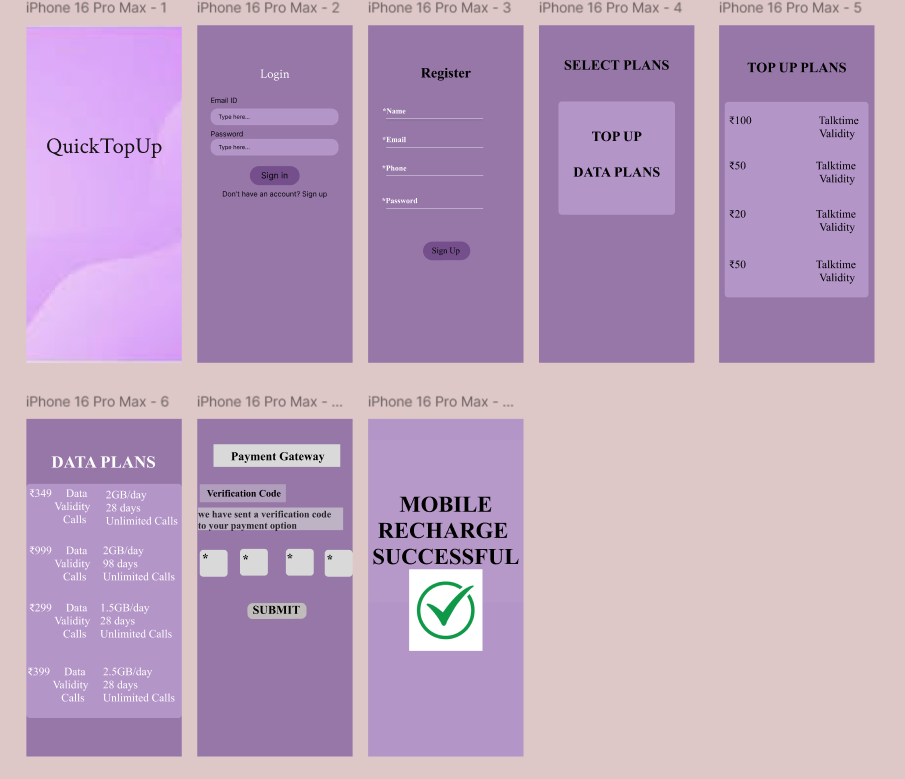 iPhone 16 Pro Max - 1
QuickTopUp
iPhone 16 Pro Max - 2
Login
Email ID
Type here...
Password
Type here...
Sign in
Don't have an account? Sign up
iPhone 16 Pro Max - 3
Register
*Name
*Email
*Phone
*Password
Sign Up
iPhone 16 Pro Max - 4
SELECT PLANS
TOP UP
DATA PLANS
iPhone 16 Pro Max - 5
TOP UP PLANS
₹100 Talktime
Validity
₹50 Talktime
Validity
₹20 Talktime
Validity
₹50 Talktime
Validity
iPhone 16 Pro Max - 6
DATA PLANS
₹349 Data 2GB/day
Validity 28 days
Calls Unlimited Calls
₹999 Data 2GB/day
Validity 98 days
Calls Unlimited Calls
₹299 Data 1.5GB/day
Validity 28 days
Calls Unlimited Calls
₹399 Data 2.5GB/day
Validity 28 days
Calls Unlimited Calls
iPhone 16 Pro Max - ...
Payment Gateway
Verification Code
we have sent a verification code
to your payment option
* * * *
SUBMIT
iPhone 16 Pro Max - ...
MOBILE
RECHARGE
SUCCESSFUL